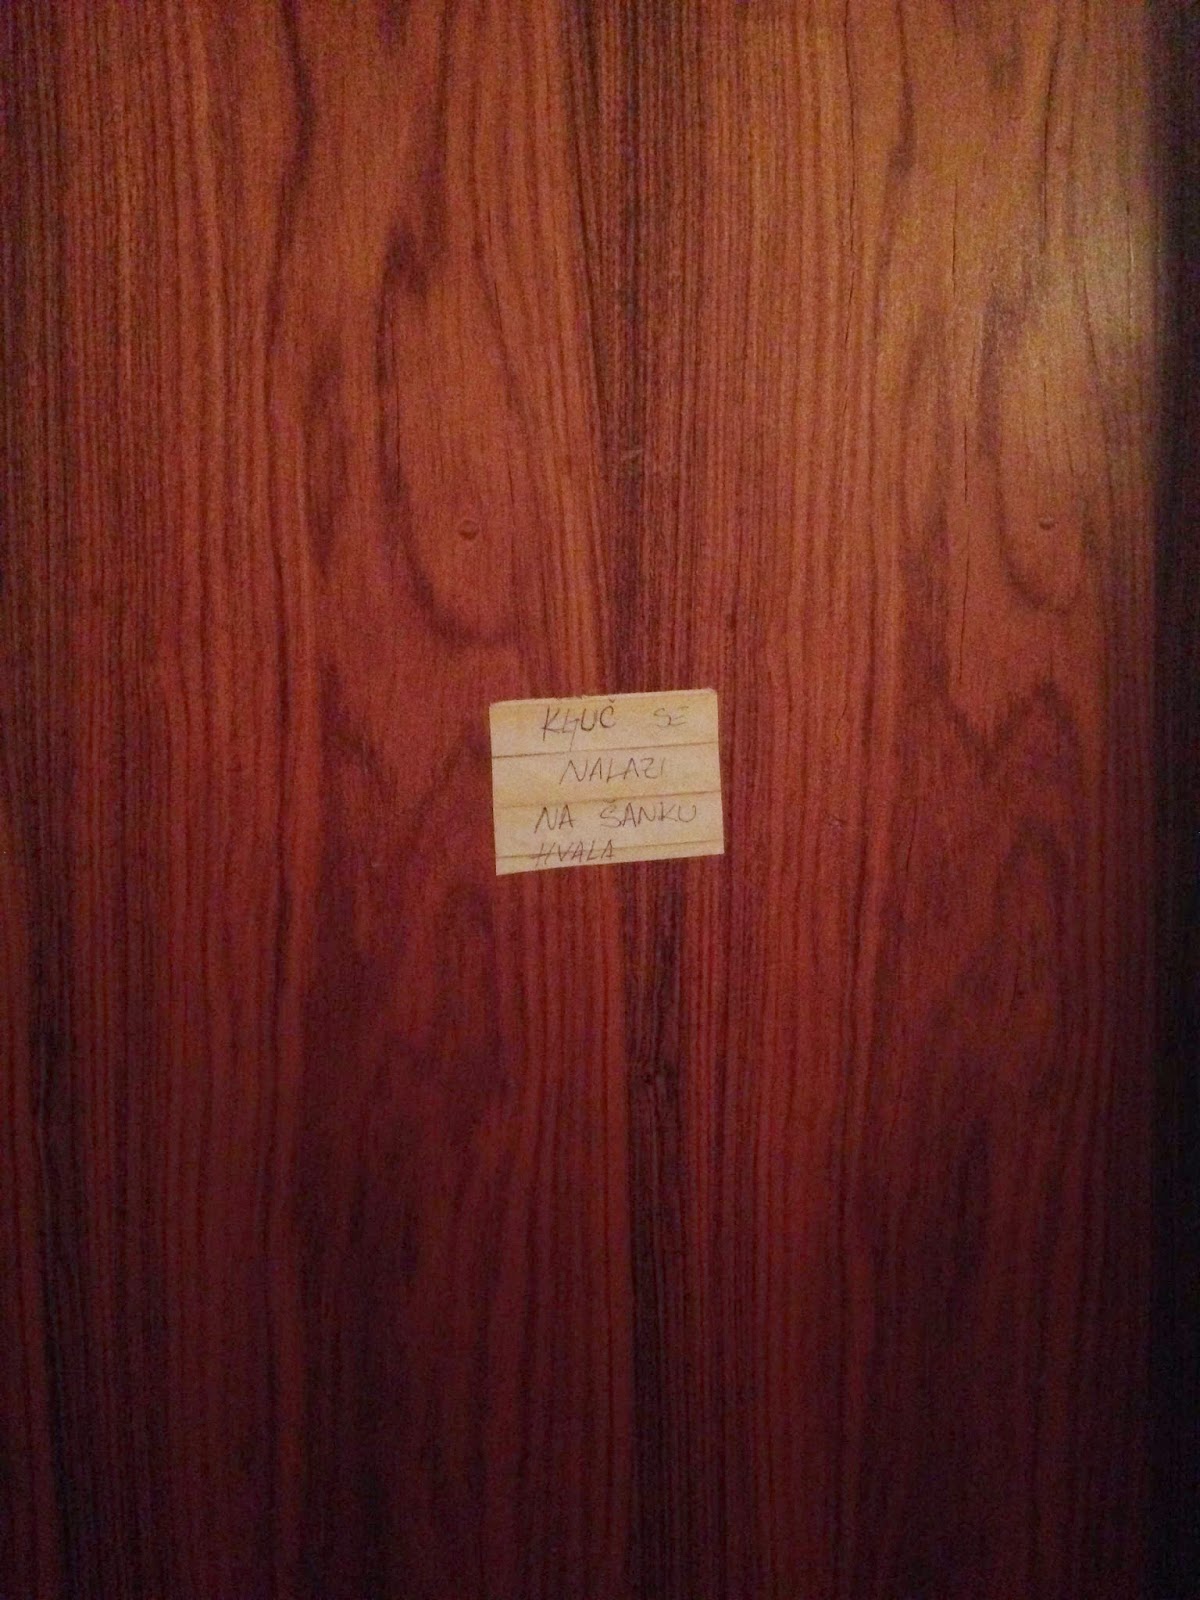 KLJUČ SE
NALAZI
NA ŠANKU
HVALA